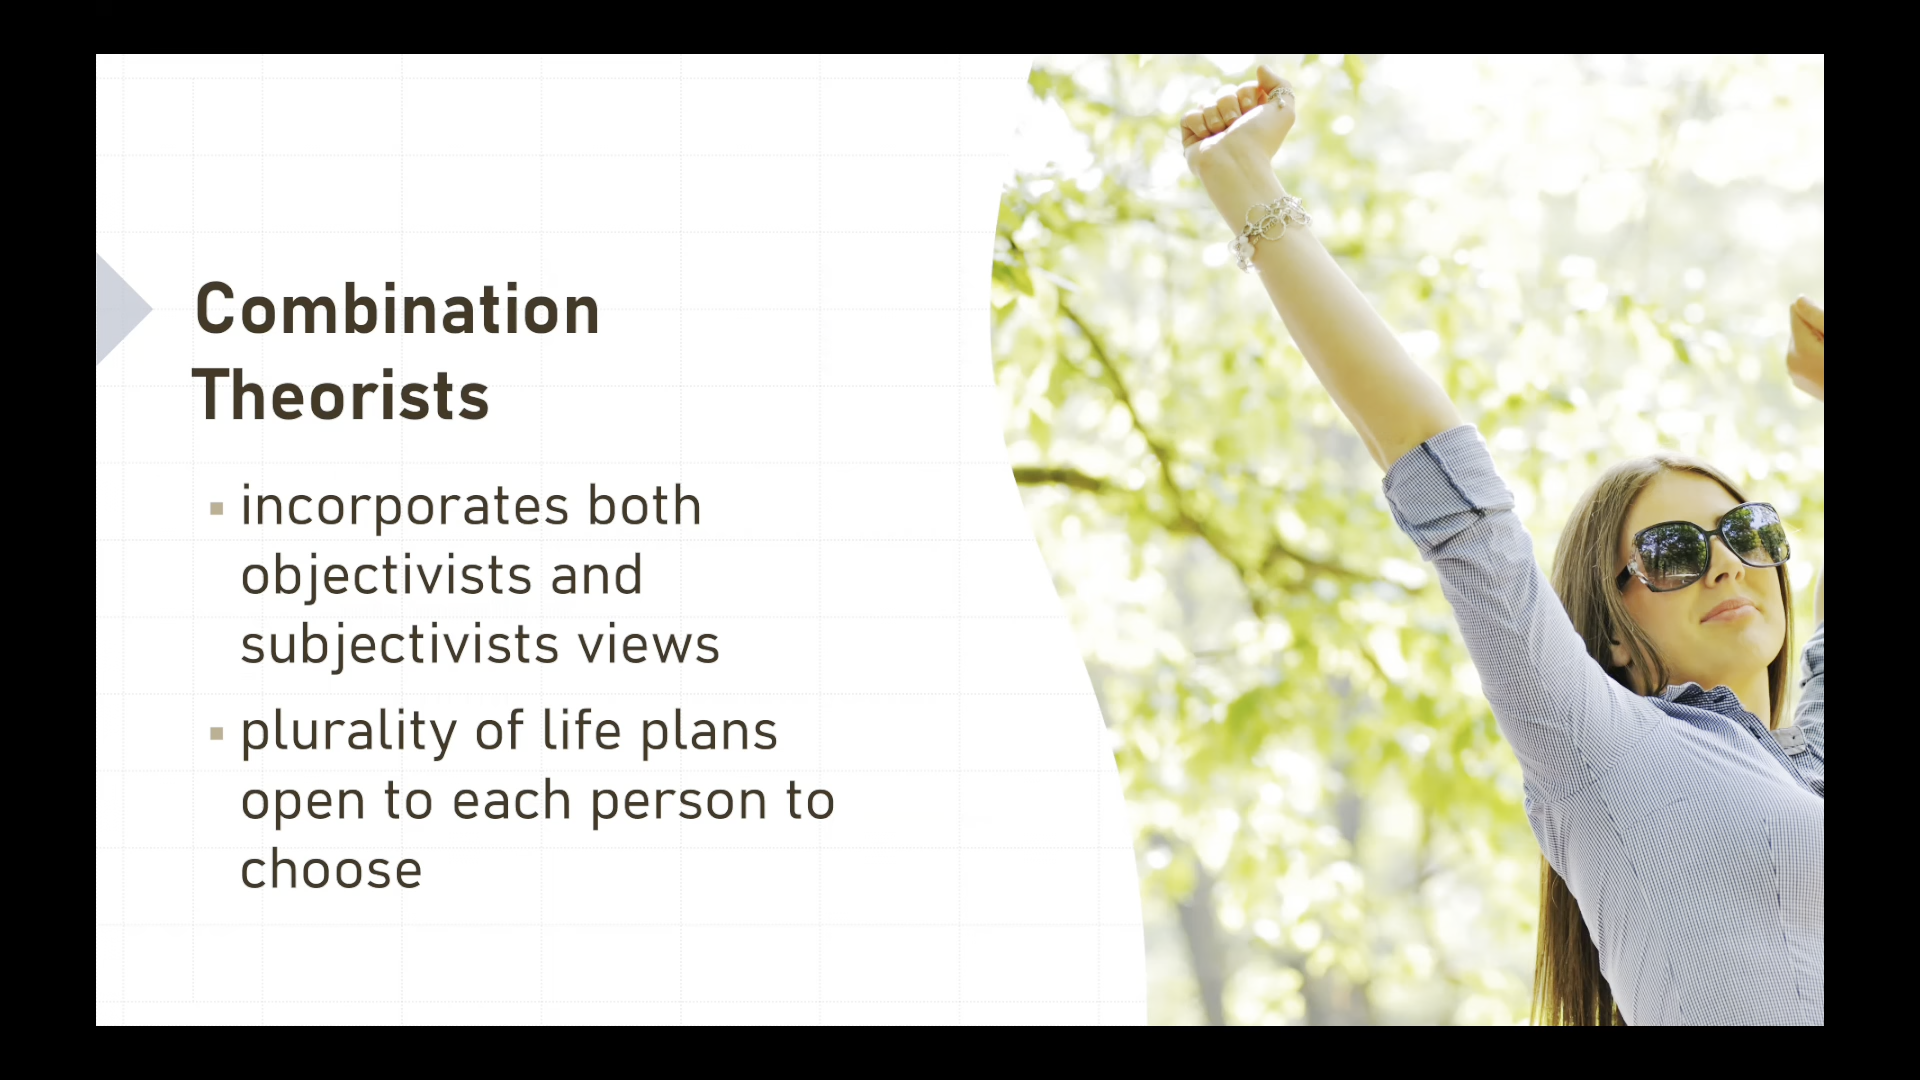 Combination
Theorists
incorporates both
objectivists and
subjectivists views
plurality of life plans
open to each person to
choose